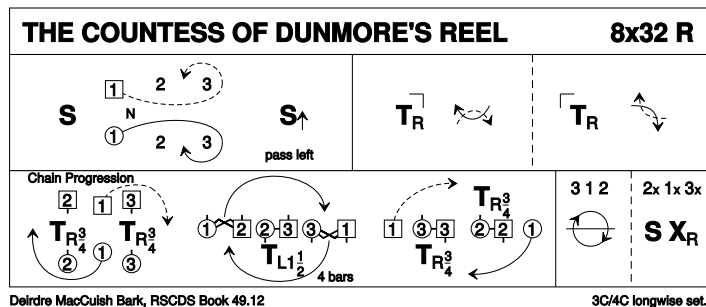 THE COUNTESS OF DUNMORE'S REEL 8x32 R
1 2 3
S N S
1 2 3
pass left
T R T R
Chain Progression
2 1 3
T R 3/4 T R 3/4
2 1 3
1 2 2 3 3 1
T L 1 1/2
4 bars
T R 3/4
1 3 3 2 2 1
T R 3/4
3 1 2
2x 1x 3x
S X R
Deirdre MacCuish Bark, RSCDS Book 49.12 3C/4C longwise set.